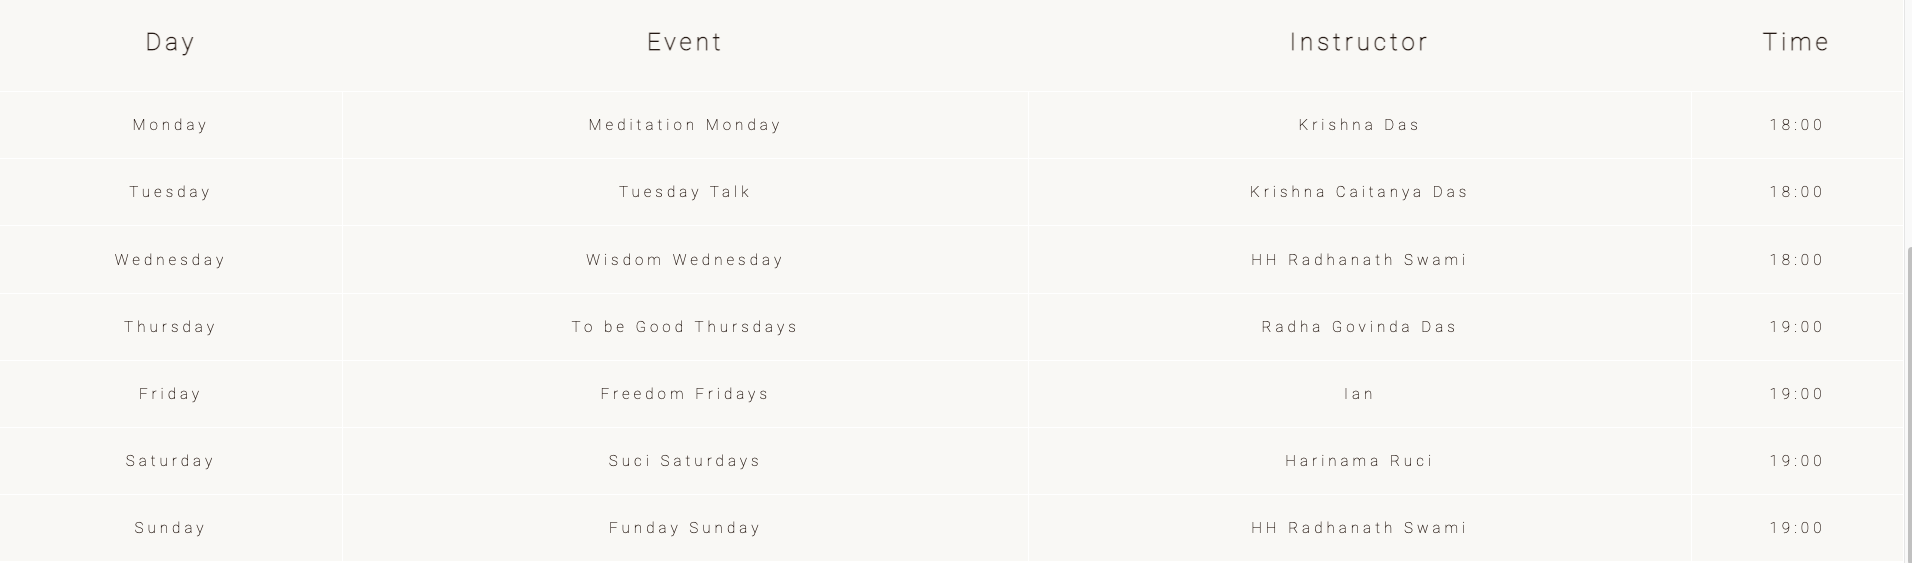 Day Event Instructor Time
Monday Meditation Monday Krishna Das 18:00
Tuesday Tuesday Talk Krishna Caitanya Das 18:00
Wednesday Wisdom Wednesday HH Radhanath Swami 18:00
Thursday To be Good Thursdays Radha Govinda Das 19:00
Friday Freedom Fridays Ian 19:00
Saturday Suci Saturdays Harinama Ruci 19:00
Sunday Funday Sunday HH Radhanath Swami 19:00